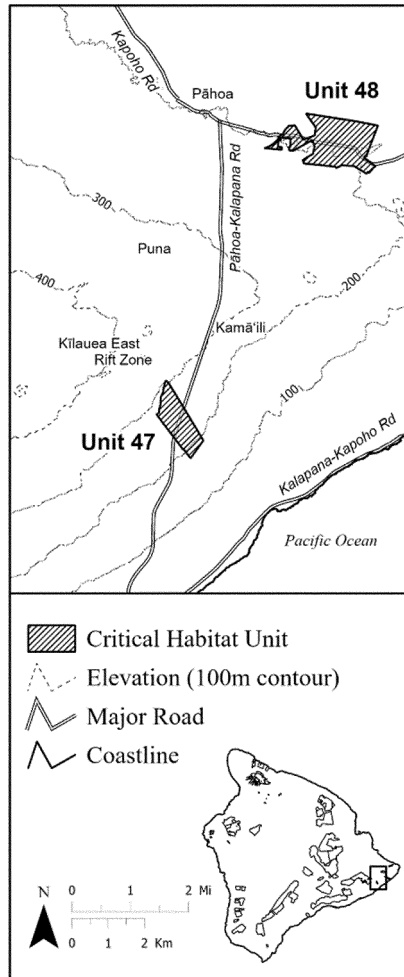 Kapoho Rd
Pāhoa
Unit 48
Pāhoa-Kalapana Rd
300
Puna
200
400
Kīlauea East
Rift Zone
Kamā‘ili
100
Unit 47
Kalapana-Kapoho Rd
Pacific Ocean
Critical Habitat Unit
Elevation (100m contour)
Major Road
Coastline
N
0 1 2 Mi
0 1 2 Km